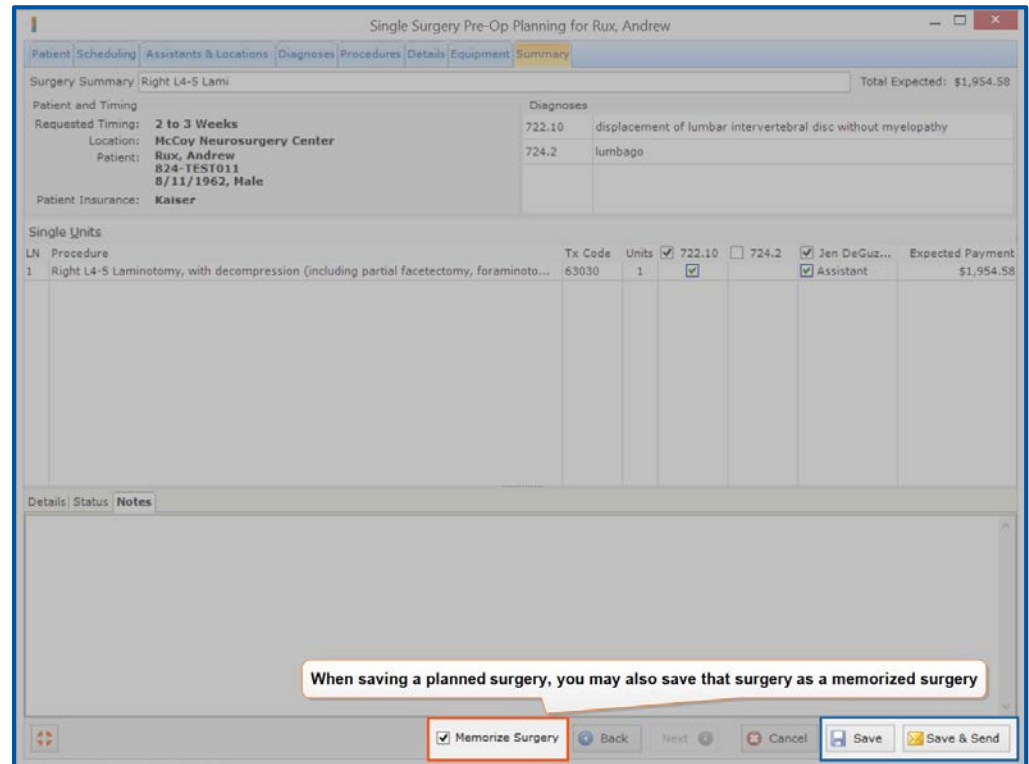 Single Surgery Pre-Op Planning for Rux, Andrew
Patient Scheduling Assistants & Locations Diagnoses Procedures Details Equipment Summary
Surgery Summary Right L4-5 Lami Total Expected: $1,954.58
Patient and Timing Diagnoses
Requested Timing: 2 to 3 Weeks 722.10 displacement of lumbar intervertebral disc without myelopathy
Location: McCoy Neurosurgery Center
Patient: Rux, Andrew 724.2 lumbago
824-TEST011
8/11/1962, Male
Patient Insurance: Kaiser
Single Units
LN Procedure Tx Code Units 722.10 724.2 Jen DeGuz... Expected Payment
1 Right L4-5 Laminotomy, with decompression (including partial facetectomy, foraminoto... 63030 1 Assistant $1,954.58
Details Status Notes
When saving a planned surgery, you may also save that surgery as a memorized surgery
Memorize Surgery Back Next Cancel Save Save & Send